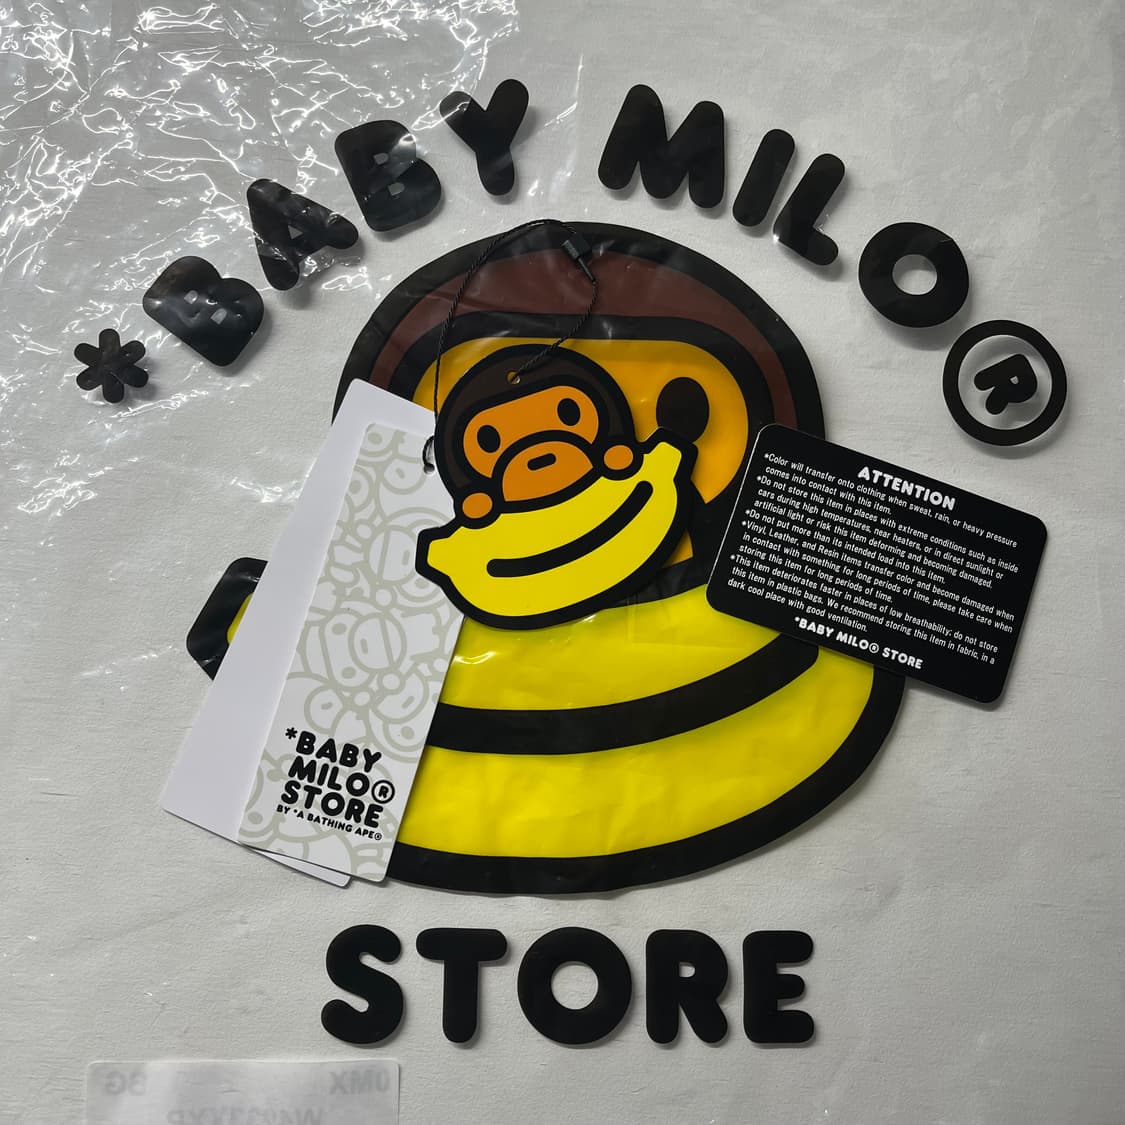 *BABY MILO®
*BABY
MILO®
STORE
BY *A BATHING APE®
ATTENTION
*Color will transfer onto clothing when sweat, rain, or heavy pressure
comes into contact with this item.
*Do not store this item in places with extreme conditions such as inside
cars during high temperatures, near heaters, or in direct sunlight or
artificial light or risk this item deforming and becoming damaged.
*Do not put more than its intended load into this item.
*Vinyl, Leather, and Resin items transfer color and become damaged when
in contact with something for long periods of time, please take care when
storing this item for long periods of time.
*This item deteriorates faster in places of low breathability; do not store
this item in plastic bags. We recommend storing this item in fabric, in a
dark cool place with good ventilation.
*BABY MILO® STORE
STORE